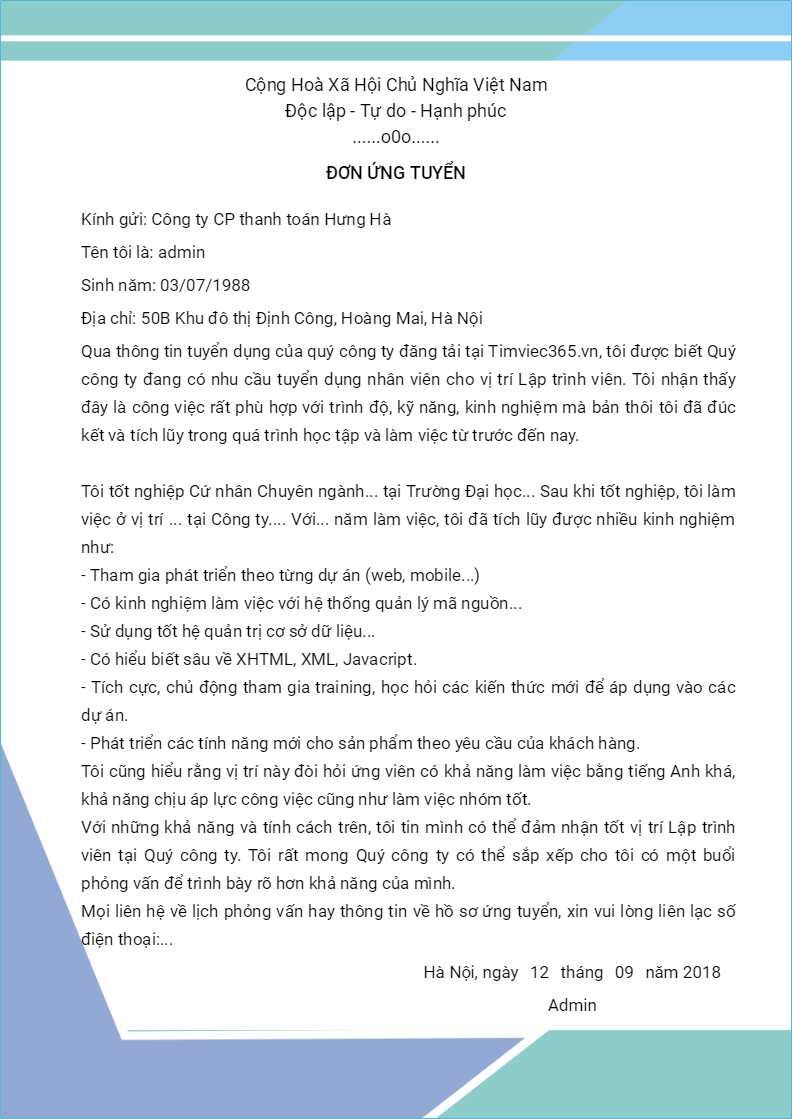 Cộng Hoà Xã Hội Chủ Nghĩa Việt Nam
Độc lập - Tự do - Hạnh phúc
......o0o......
ĐƠN ỨNG TUYỂN
Kính gửi: Công ty CP thanh toán Hưng Hà
Tên tôi là: admin
Sinh năm: 03/07/1988
Địa chỉ: 50B Khu đô thị Định Công, Hoàng Mai, Hà Nội
Qua thông tin tuyển dụng của quý công ty đăng tải tại Timviec365.vn, tôi được biết Quý
công ty đang có nhu cầu tuyển dụng nhân viên cho vị trí Lập trình viên. Tôi nhận thấy
đây là công việc rất phù hợp với trình độ, kỹ năng, kinh nghiệm mà bản thôi tôi đã đúc
kết và tích lũy trong quá trình học tập và làm việc từ trước đến nay.
Tôi tốt nghiệp Cứ nhân Chuyên ngành... tại Trường Đại học... Sau khi tốt nghiệp, tôi làm
việc ở vị trí ... tại Công ty.... Với... năm làm việc, tôi đã tích lũy được nhiều kinh nghiệm
như:
- Tham gia phát triển theo từng dự án (web, mobile...)
- Có kinh nghiệm làm việc với hệ thống quản lý mã nguồn...
- Sử dụng tốt hệ quản trị cơ sở dữ liệu...
- Có hiểu biết sâu về XHTML, XML, Javacript.
- Tích cực, chủ động tham gia training, học hỏi các kiến thức mới để áp dụng vào các
dự án.
- Phát triển các tính năng mới cho sản phẩm theo yêu cầu của khách hàng.
Tôi cũng hiểu rằng vị trí này đòi hỏi ứng viên có khả năng làm việc bằng tiếng Anh khá,
khả năng chịu áp lực công việc cũng như làm việc nhóm tốt.
Với những khả năng và tính cách trên, tôi tin mình có thể đảm nhận tốt vị trí Lập trình
viên tại Quý công ty. Tôi rất mong Quý công ty có thể sắp xếp cho tôi có một buổi
phỏng vấn để trình bày rõ hơn khả năng của mình.
Mọi liên hệ về lịch phỏng vấn hay thông tin về hồ sơ ứng tuyển, xin vui lòng liên lạc số
điện thoại:...
Hà Nội, ngày 12 tháng 09 năm 2018
Admin